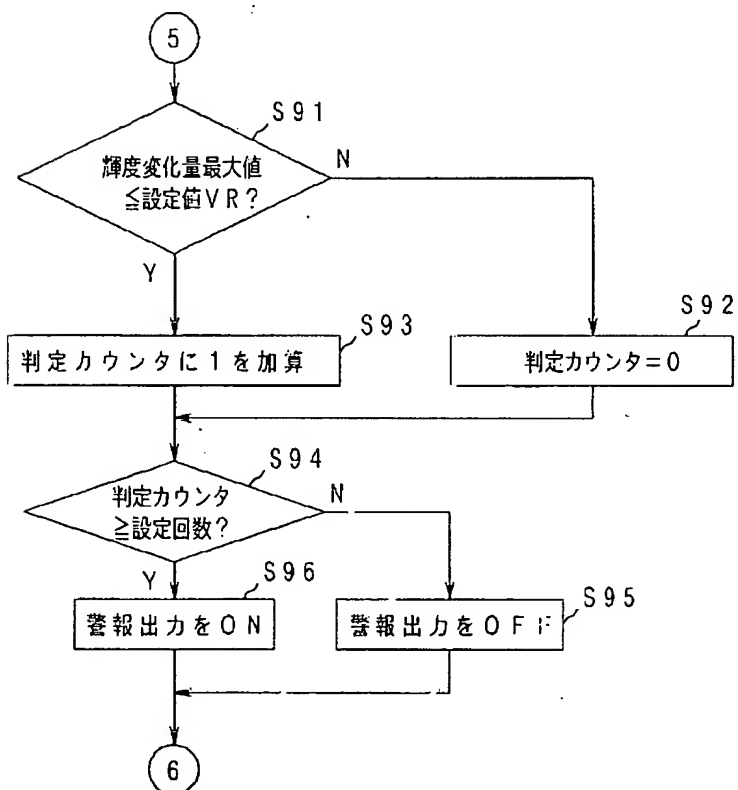 5
S91
輝度変化量最大値
≦設定値VR?
N
Y
S92
S93
判定カウンタに1を加算
判定カウンタ=0
S94
判定カウンタ
≧設定回数?
N
Y
S96
S95
警報出力をON
警報出力をOFF
6